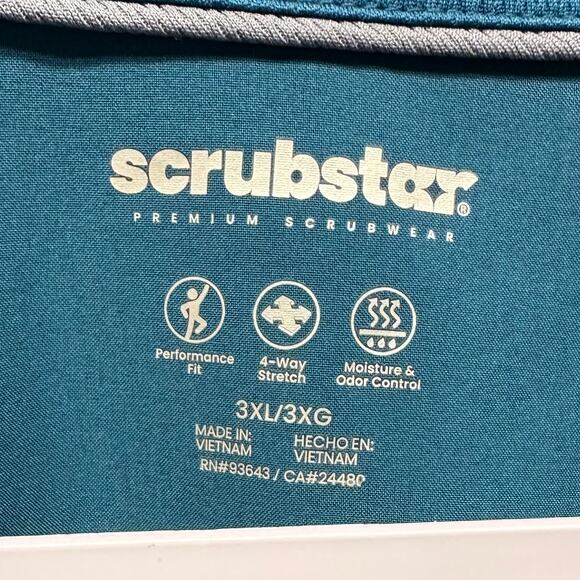 scrubstar®
PREMIUM SCRUBWEAR
Performance Fit
4-Way Stretch
Moisture & Odor Control
3XL/3XG
MADE IN: VIETNAM
HECHO EN: VIETNAM
RN#93643 / CA#24480